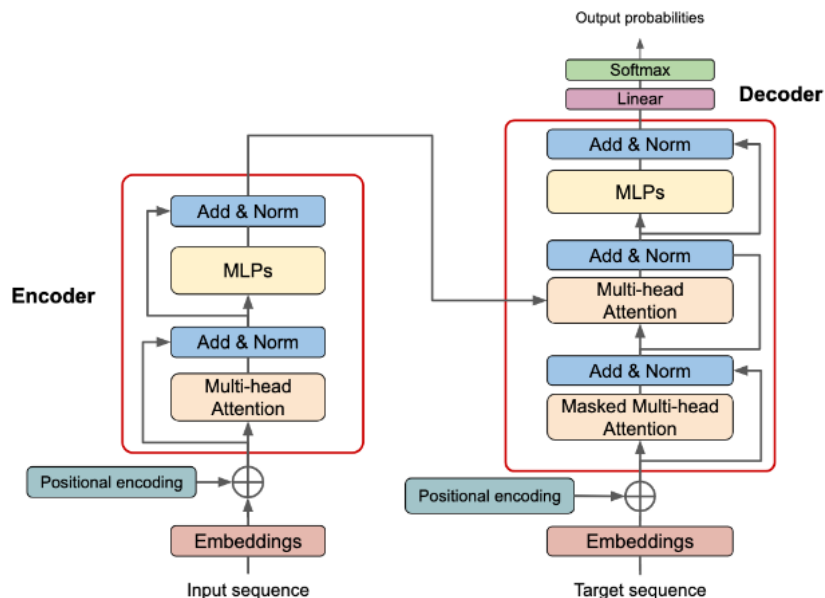 Output probabilities
Softmax
Linear
Decoder
Add & Norm
MLPs
Add & Norm
Multi-head
Attention
Add & Norm
Masked Multi-head
Attention
Positional encoding
Embeddings
Target sequence
Encoder
Add & Norm
MLPs
Add & Norm
Multi-head
Attention
Positional encoding
Embeddings
Input sequence